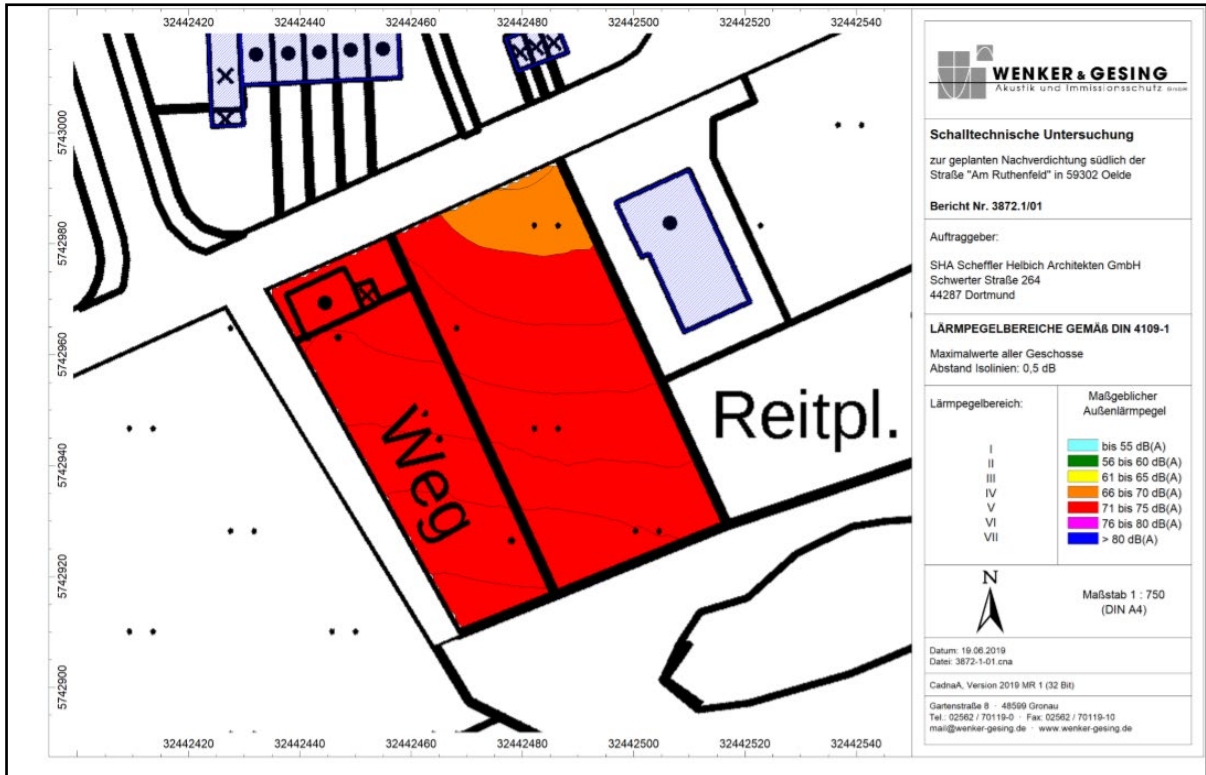 32442420 32442440 32442460 32442480 32442500 32442520 32442540
5743000
5742980
5742960
5742940
5742920
5742900
Weg
Reitpl.
32442420 32442440 32442460 32442480 32442500 32442520 32442540
WENKER & GESING
Akustik und Immissionsschutz GmbH
Schalltechnische Untersuchung
zur geplanten Nachverdichtung südlich der
Straße "Am Ruthenfeld" in 59302 Oelde
Bericht Nr. 3872.1/01
Auftraggeber:
SHA Scheffler Helbich Architekten GmbH
Schwerter Straße 264
44287 Dortmund
LÄRMPEGELBEREICHE GEMÄß DIN 4109-1
Maximalwerte aller Geschosse
Abstand Isolinien: 0,5 dB
Lärmpegelbereich:
Maßgeblicher
Außenlärmpegel
I bis 55 dB(A)
II 56 bis 60 dB(A)
III 61 bis 65 dB(A)
IV 66 bis 70 dB(A)
V 71 bis 75 dB(A)
VI 76 bis 80 dB(A)
VII > 80 dB(A)
N
Maßstab 1 : 750
(DIN A4)
Datum: 19.06.2019
Datei: 3872-1-01.cna
CadnaA, Version 2019 MR 1 (32 Bit)
Gartenstraße 8 · 48599 Gronau
Tel.: 02562 / 70119-0 · Fax: 02562 / 70119-10
mail@wenker-gesing.de · www.wenker-gesing.de